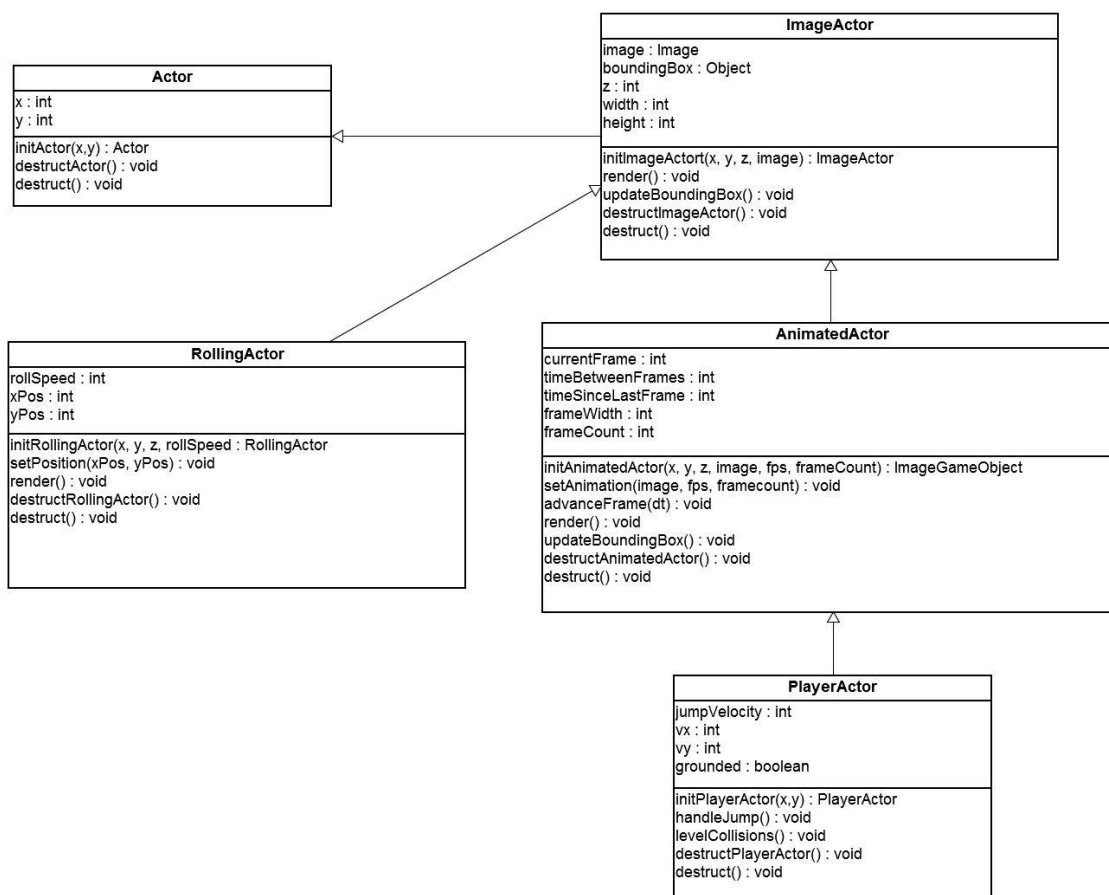 Actor
x : int
y : int
initActor(x,y) : Actor
destructActor() : void
destruct() : void
ImageActor
image : Image
boundingBox : Object
z : int
width : int
height : int
initImageActort(x, y, z, image) : ImageActor
render() : void
updateBoundingBox() : void
destructImageActor() : void
destruct() : void
RollingActor
rollSpeed : int
xPos : int
yPos : int
initRollingActor(x, y, z, rollSpeed : RollingActor
setPosition(xPos, yPos) : void
render() : void
destructRollingActor() : void
destruct() : void
AnimatedActor
currentFrame : int
timeBetweenFrames : int
timeSinceLastFrame : int
frameWidth : int
frameCount : int
initAnimatedActor(x, y, z, image, fps, frameCount) : ImageGameObject
setAnimation(image, fps, framecount) : void
advanceFrame(dt) : void
render() : void
updateBoundingBox() : void
destructAnimatedActor() : void
destruct() : void
PlayerActor
jumpVelocity : int
vx : int
vy : int
grounded : boolean
initPlayerActor(x,y) : PlayerActor
handleJump() : void
levelCollisions() : void
destructPlayerActor() : void
destruct() : void